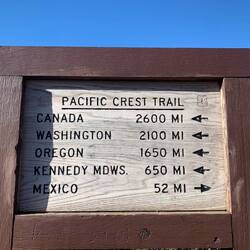 PACIFIC CREST TRAIL
CANADA 2600 MI
WASHINGTON 2100 MI
OREGON 1650 MI
KENNEDY MDWS. 650 MI
MEXICO 52 MI